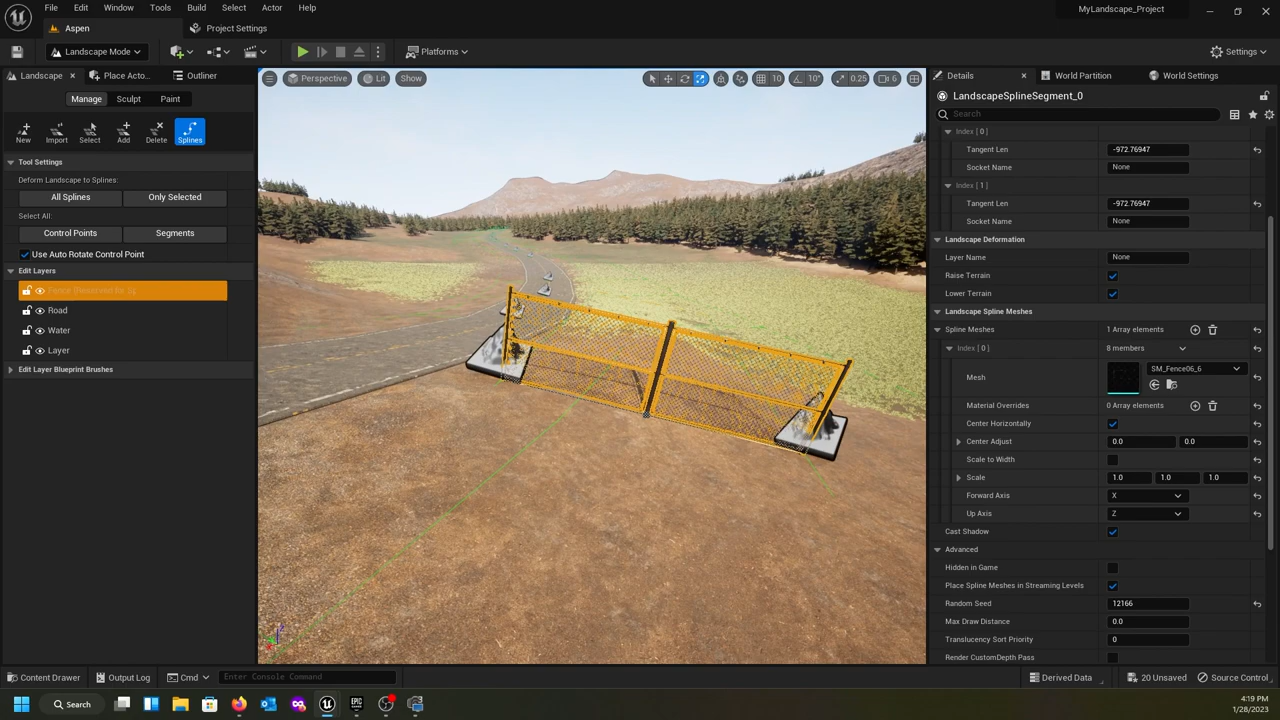 File Edit Window Tools Build Select Actor Help
MyLandscape_Project
Aspen
Project Settings
Landscape Mode
Platforms
Settings
Landscape
Place Acto...
Outliner
Manage Sculpt Paint
New Import Select Add Delete Splines
Tool Settings
Deform Landscape to Splines:
All Splines Only Selected
Select All:
Control Points Segments
Use Auto Rotate Control Point
Edit Layers
Road
Water
Layer
Edit Layer Blueprint Brushes
Perspective Lit Show
10 10° 0.25 6
Details World Partition World Settings
LandscapeSplineSegment_0
Search
Index [ 0 ]
Tangent Len -972.76947
Socket Name None
Index [ 1 ]
Tangent Len -972.76947
Socket Name None
Landscape Deformation
Layer Name None
Raise Terrain
Lower Terrain
Landscape Spline Meshes
Spline Meshes 1 Array elements
Index [ 0 ] 8 members
Mesh SM_Fence06_6
Material Overrides 0 Array elements
Center Horizontally
Center Adjust 0.0 0.0
Scale to Width
Scale 1.0 1.0 1.0
Forward Axis X
Up Axis Z
Cast Shadow
Advanced
Hidden in Game
Place Spline Meshes in Streaming Levels
Random Seed 12166
Max Draw Distance 0.0
Translucency Sort Priority 0
Render CustomDepth Pass
Content Drawer Output Log Cmd Enter Console Command
Derived Data 20 Unsaved Source Control
Search
EPIC GAMES
4:19 PM
1/28/2023